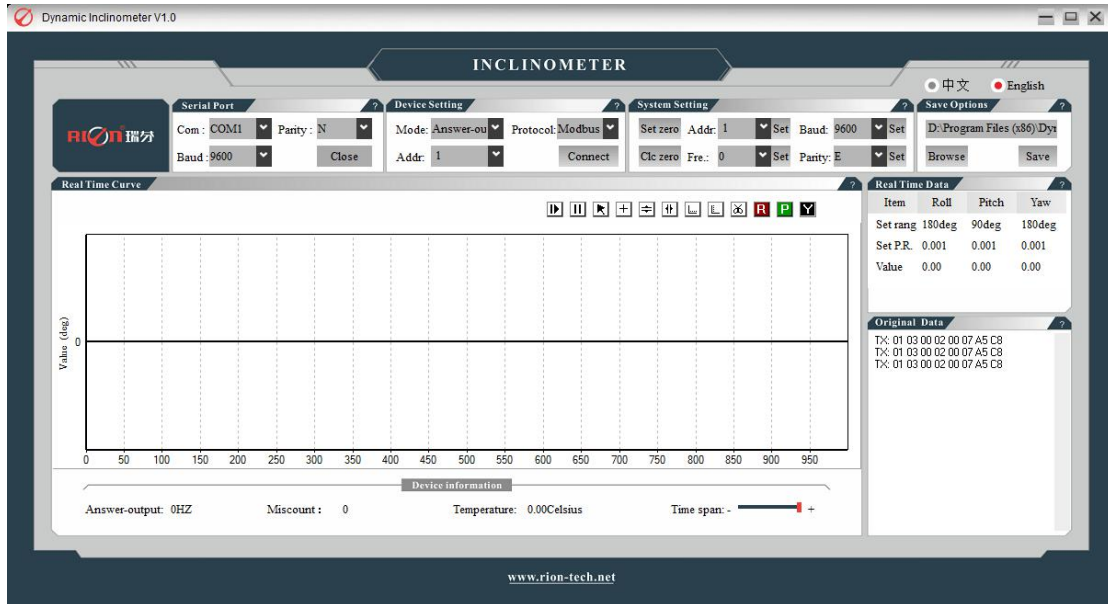 Dynamic Inclinometer V1.0
INCLINOMETER
中文 English
RION 瑞分
Serial Port ?
Com : COM1 Parity : N
Baud : 9600 Close
Device Setting ?
Mode: Answer-ou Protocol: Modbus
Addr: 1 Connect
System Setting ?
Set zero Addr: 1 Set Baud: 9600 Set
Clc zero Fre.: 0 Set Parity: E Set
Save Options ?
D:\Program Files (x86)\Dyr
Browse Save
Real Time Curve ?
R P Y
Value (deg)
0
0 50 100 150 200 250 300 350 400 450 500 550 600 650 700 750 800 850 900 950
Device information
Answer-output: 0HZ Miscount : 0 Temperature: 0.00Celsius Time span: - +
Real Time Data ?
Item Roll Pitch Yaw
Set rang 180deg 90deg 180deg
Set P.R. 0.001 0.001 0.001
Value 0.00 0.00 0.00
Original Data ?
TX: 01 03 00 02 00 07 A5 C8
TX: 01 03 00 02 00 07 A5 C8
TX: 01 03 00 02 00 07 A5 C8
www.rion-tech.net